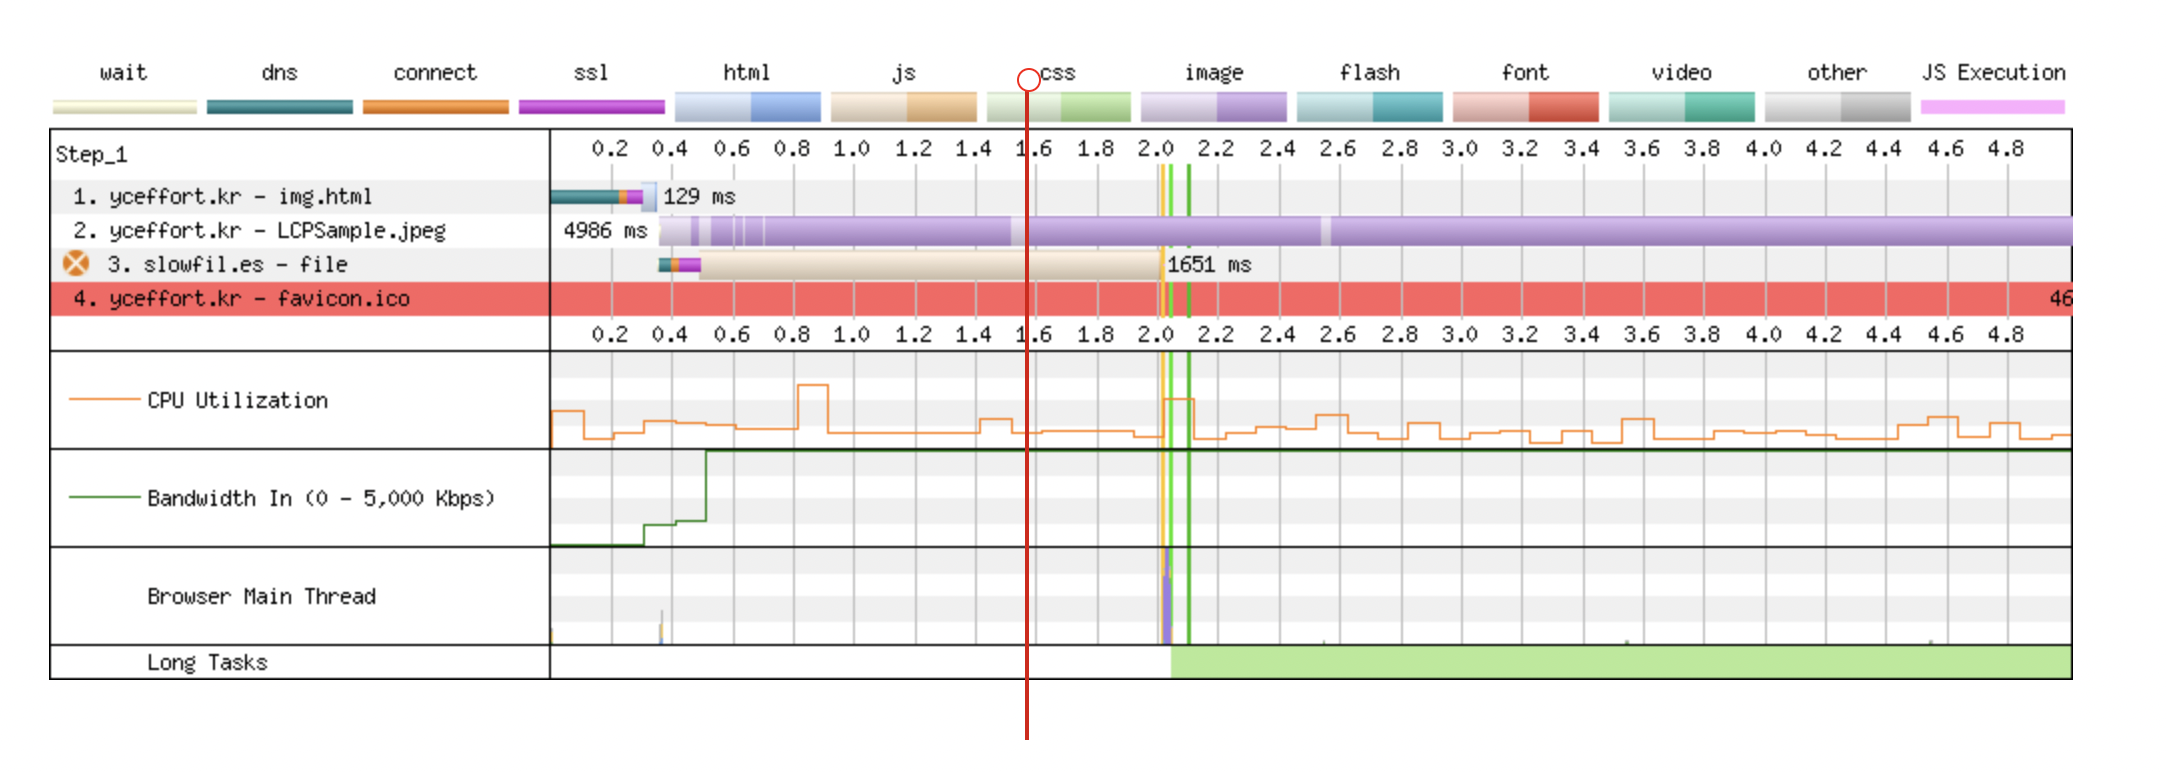 wait dns connect ssl html js css image flash font video other JS Execution
Step_1 0.2 0.4 0.6 0.8 1.0 1.2 1.4 1.6 1.8 2.0 2.2 2.4 2.6 2.8 3.0 3.2 3.4 3.6 3.8 4.0 4.2 4.4 4.6 4.8
1. yceffort.kr - img.html 129 ms
2. yceffort.kr - LCPSample.jpeg 4986 ms
3. slowfil.es - file 1651 ms
4. yceffort.kr - favicon.ico 46
0.2 0.4 0.6 0.8 1.0 1.2 1.4 1.6 1.8 2.0 2.2 2.4 2.6 2.8 3.0 3.2 3.4 3.6 3.8 4.0 4.2 4.4 4.6 4.8
CPU Utilization
Bandwidth In (0 - 5,000 Kbps)
Browser Main Thread
Long Tasks